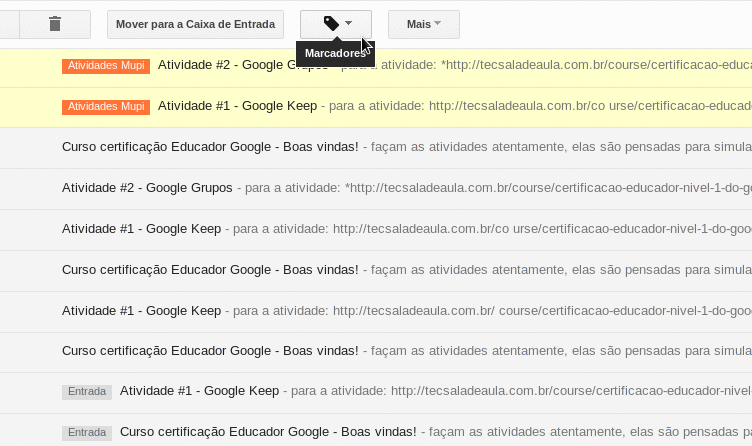 Mover para a Caixa de Entrada Mais
Marcadores
Atividades Mupi Atividade #2 - Google Grupos - para a atividade: *http://tecsaladeaula.com.br/course/certificacao-educa
Atividades Mupi Atividade #1 - Google Keep - para a atividade: http://tecsaladeaula.com.br/co urse/certificacao-educad
Curso certificação Educador Google - Boas vindas! - façam as atividades atentamente, elas são pensadas para simula
Atividade #2 - Google Grupos - para a atividade: *http://tecsaladeaula.com.br/course/certificacao-educador-nivel-1-do-go
Atividade #1 - Google Keep - para a atividade: http://tecsaladeaula.com.br/co urse/certificacao-educador-nivel-1-do-goo
Curso certificação Educador Google - Boas vindas! - façam as atividades atentamente, elas são pensadas para simula
Atividade #1 - Google Keep - para a atividade: http://tecsaladeaula.com.br/ course/certificacao-educador-nivel-1-do-goo
Curso certificação Educador Google - Boas vindas! - façam as atividades atentamente, elas são pensadas para simula
Entrada Atividade #1 - Google Keep - para a atividade: http://tecsaladeaula.com.br/course/certificacao-educador-nivel
Entrada Curso certificação Educador Google - Boas vindas! - façam as atividades atentamente, elas são pensadas pa